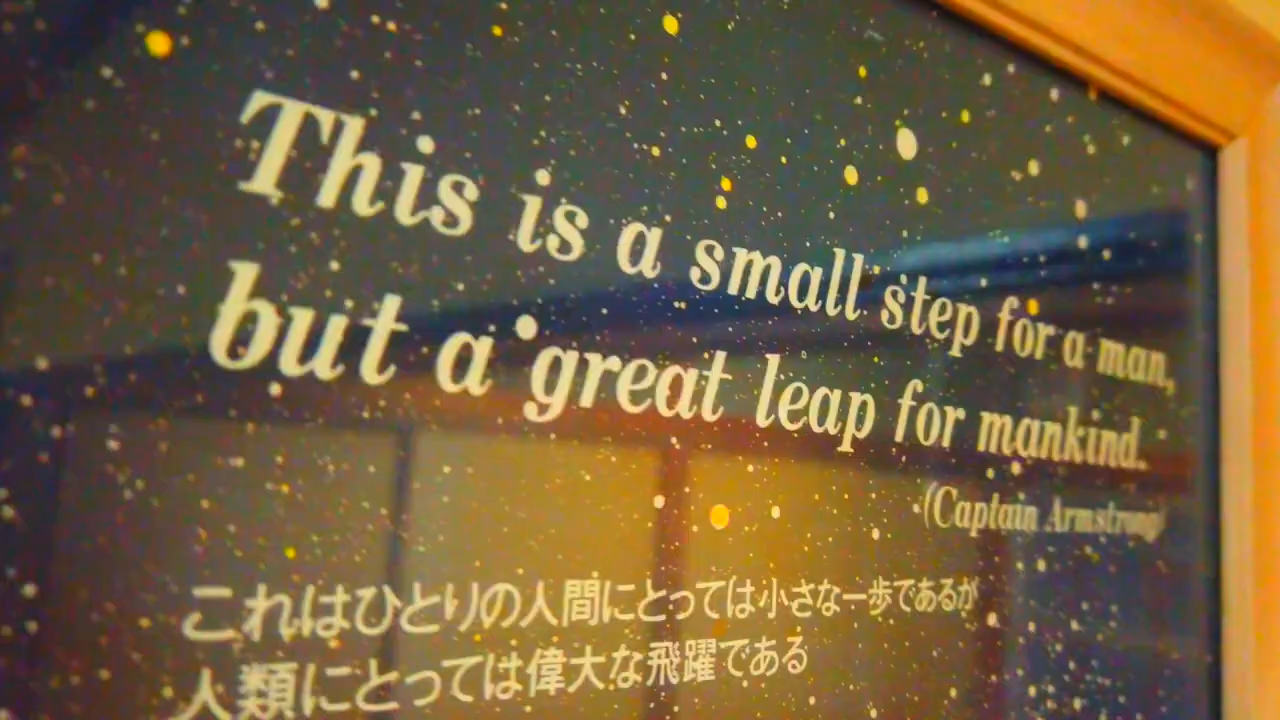 This is a small step for a man,
but a great leap for mankind.
(Captain Armstrong)
これはひとりの人間にとっては小さな一歩であるが
人類にとっては偉大な飛躍である